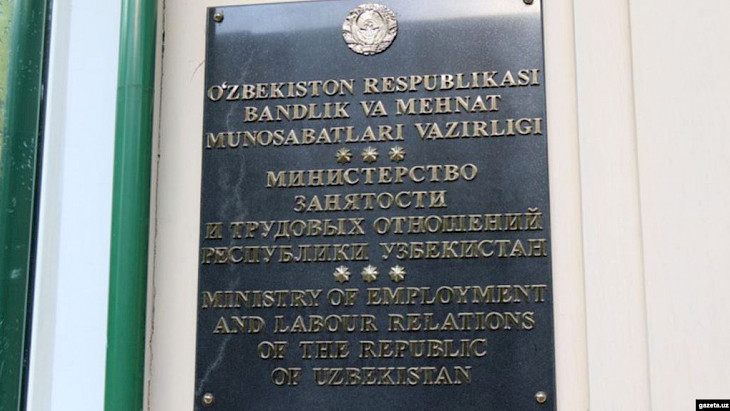 O‘ZBEKISTON RESPUBLIKASI
BANDLIK VA MEHNAT
MUNOSABATLARI VAZIRLIGI
МИНИСТЕРСТВО
ЗАНЯТОСТИ
И ТРУДОВЫХ ОТНОШЕНИЙ
РЕСПУБЛИКИ УЗБЕКИСТАН
MINISTRY OF EMPLOYMENT
AND LABOUR RELATIONS
OF THE REPUBLIC
OF UZBEKISTAN
gazeta.uz